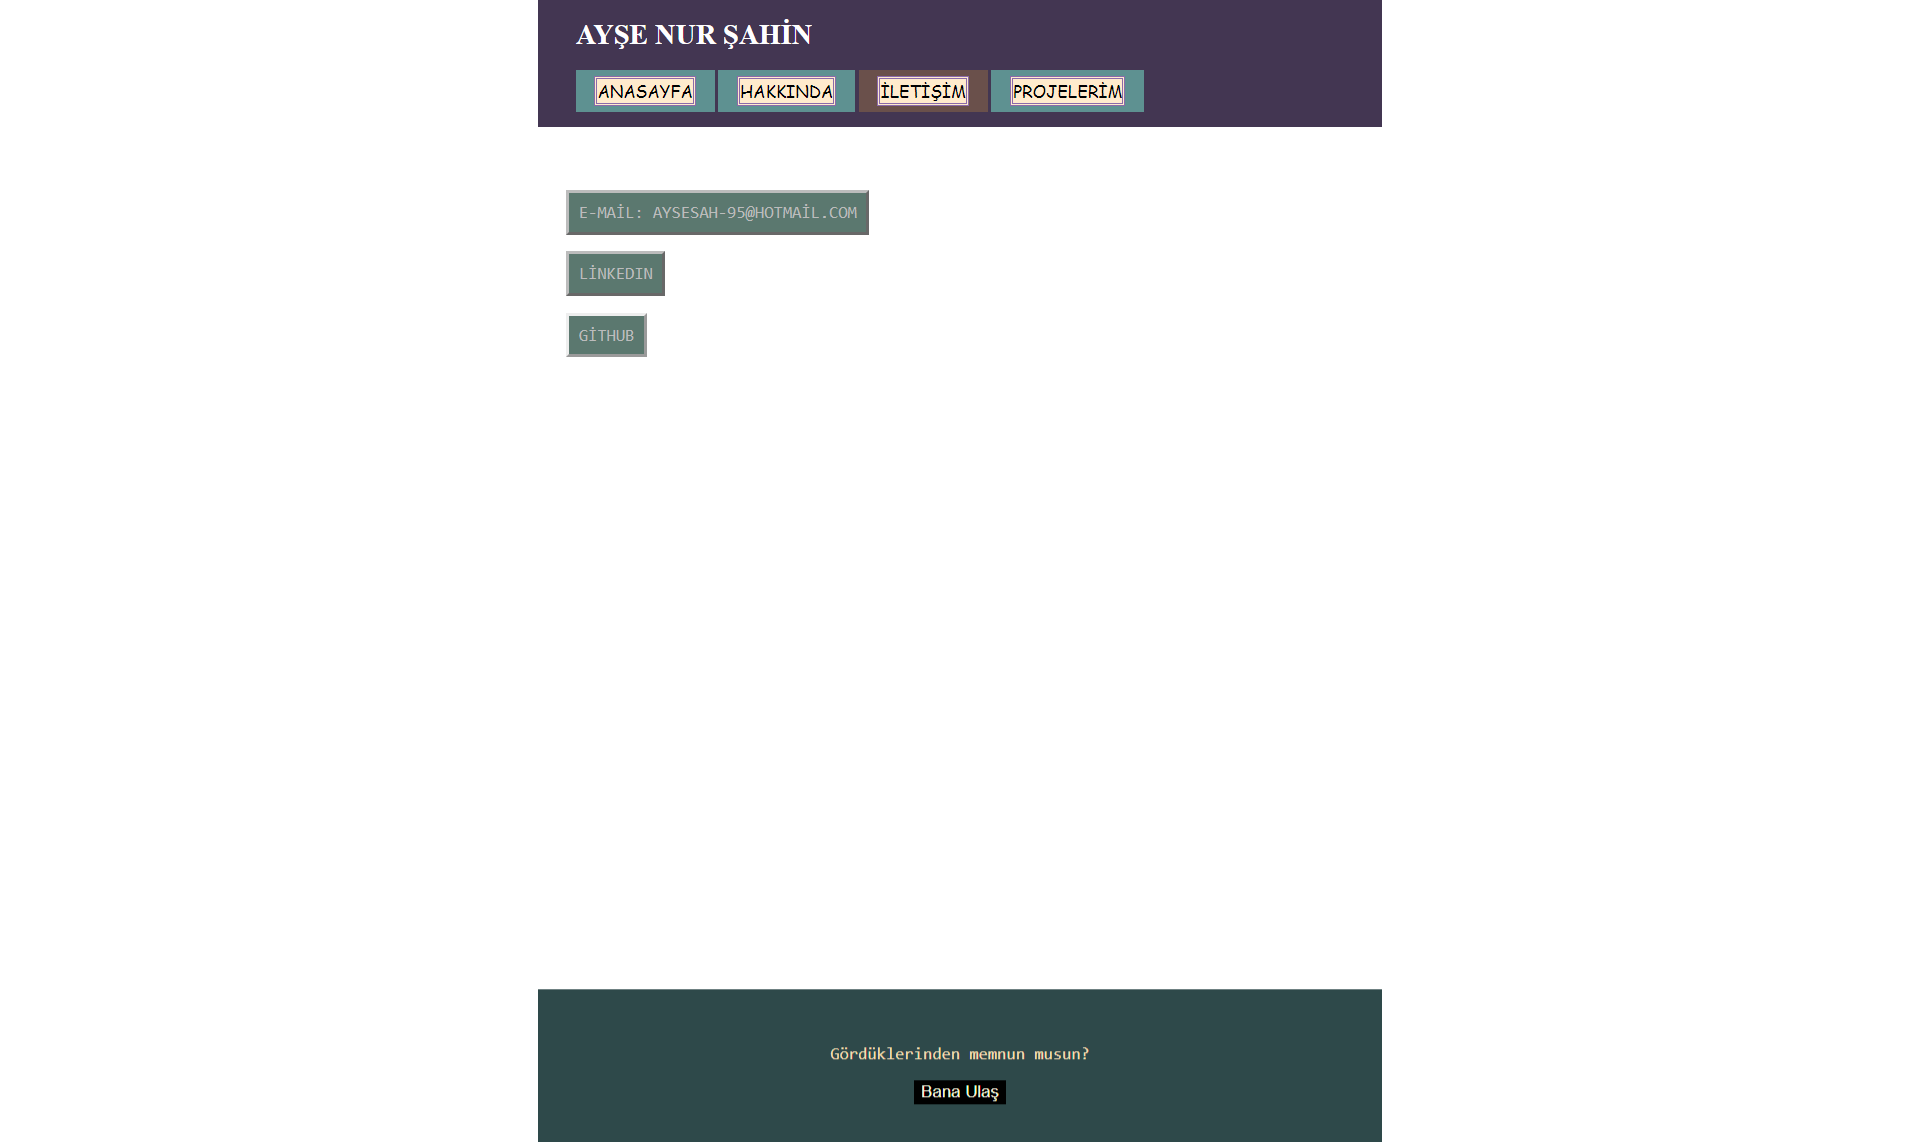 AYŞE NUR ŞAHİN
ANASAYFA HAKKINDA İLETİŞİM PROJELERİM
E-MAİL: AYSESAH-95@HOTMAİL.COM
LİNKEDIN
GİTHUB
Gördüklerinden memnun musun?
Bana Ulaş